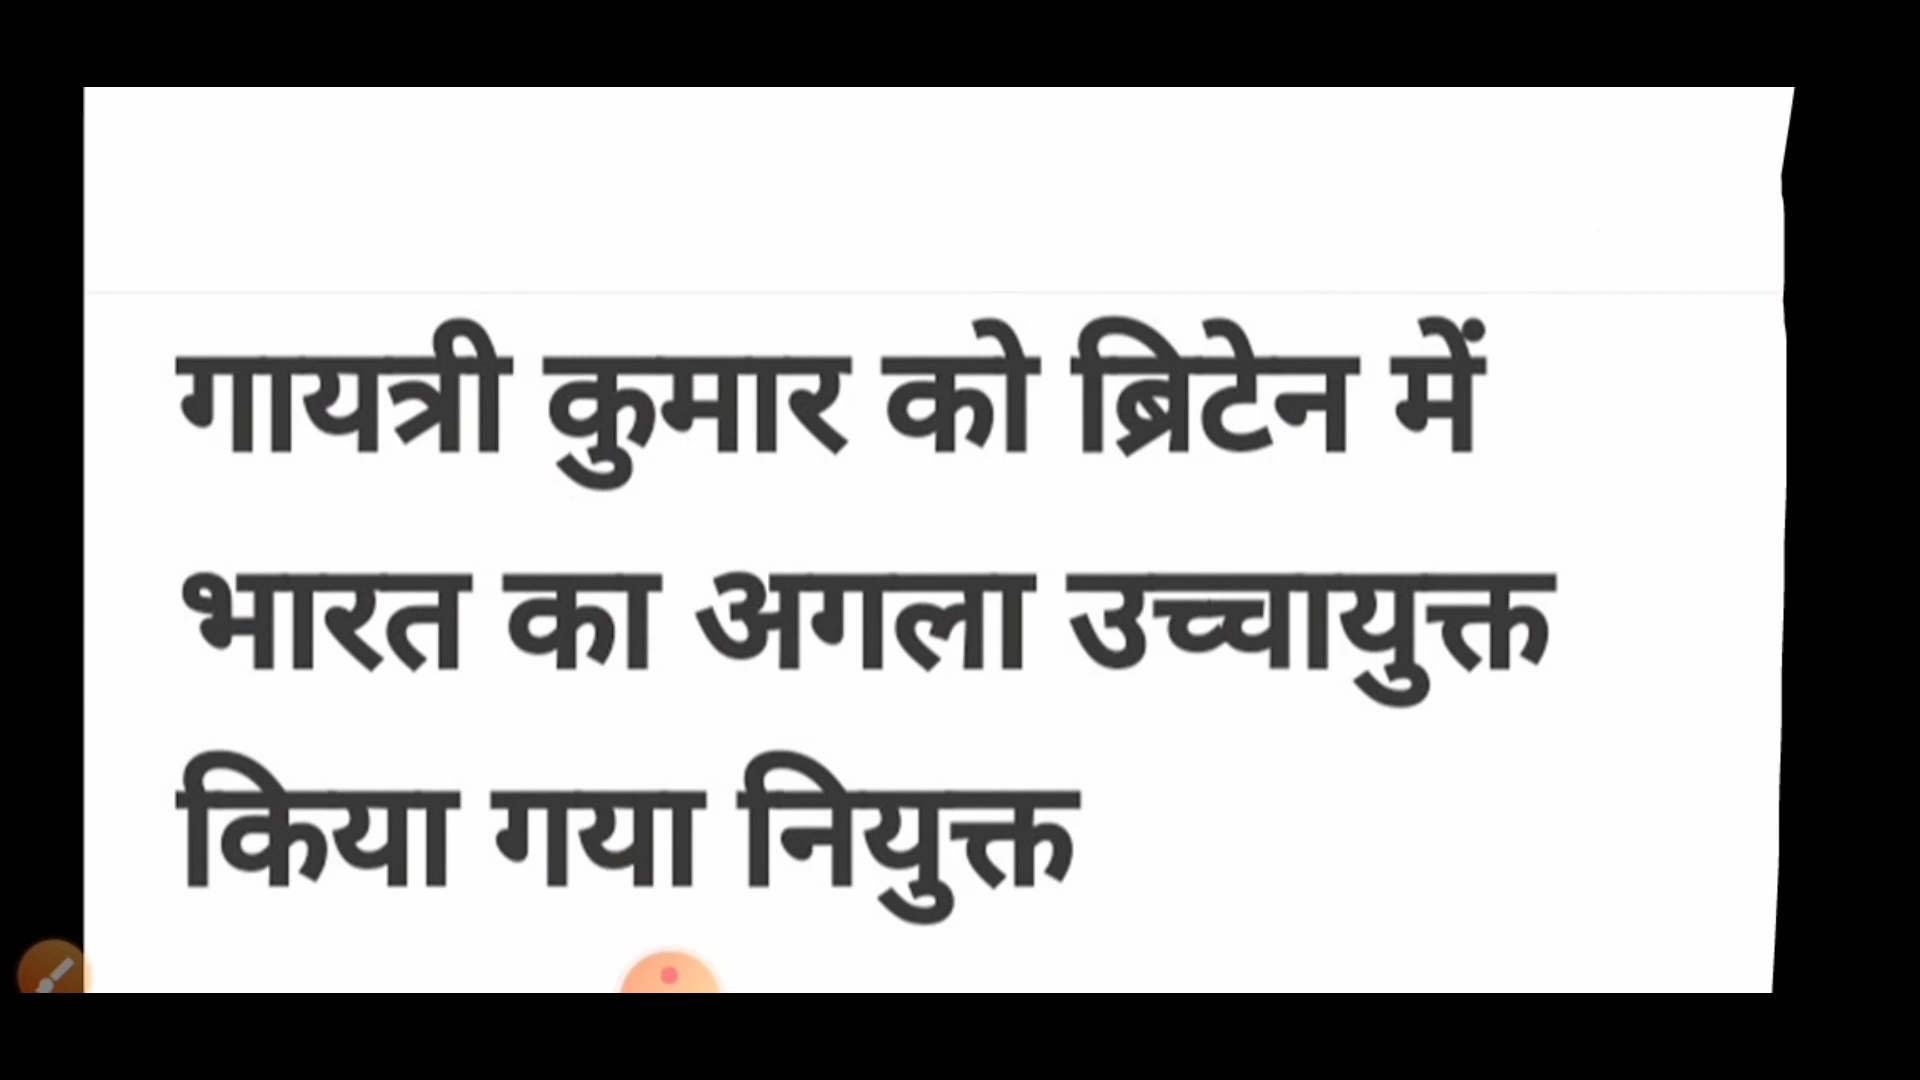 गायत्री कुमार को ब्रिटेन में
भारत का अगला उच्चायुक्त
किया गया नियुक्त